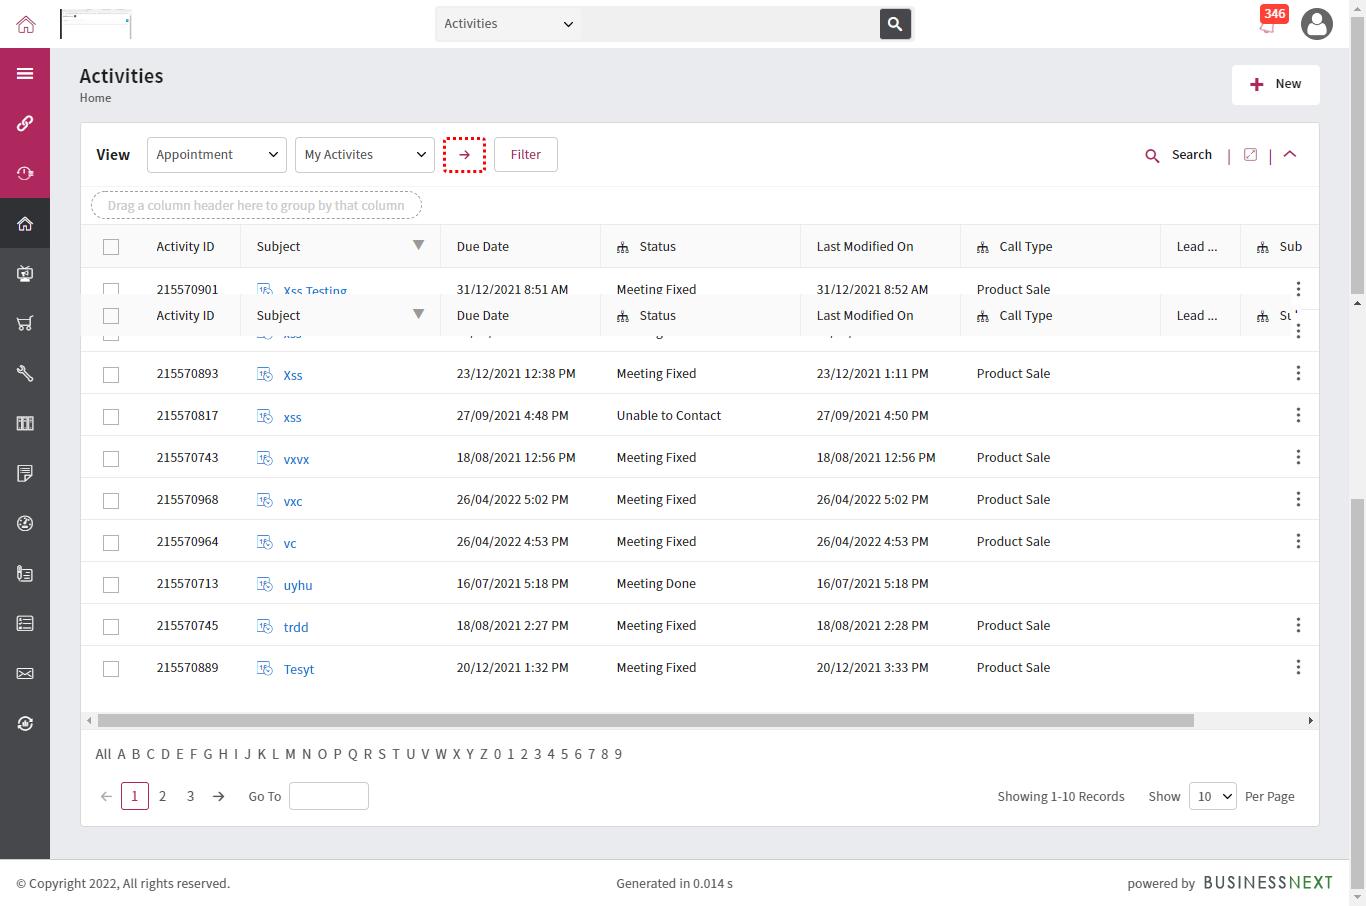 Activities
346
Activities
Home
New
View Appointment My Activites Filter Search
Drag a column header here to group by that column
Activity ID Subject Due Date Status Last Modified On Call Type Lead ... Sub
215570901 Xss Testing 31/12/2021 8:51 AM Meeting Fixed 31/12/2021 8:52 AM Product Sale
Activity ID Subject Due Date Status Last Modified On Call Type Lead ...
215570893 Xss 23/12/2021 12:38 PM Meeting Fixed 23/12/2021 1:11 PM Product Sale
215570817 xss 27/09/2021 4:48 PM Unable to Contact 27/09/2021 4:50 PM
215570743 vxvx 18/08/2021 12:56 PM Meeting Fixed 18/08/2021 12:56 PM Product Sale
215570968 vxc 26/04/2022 5:02 PM Meeting Fixed 26/04/2022 5:02 PM Product Sale
215570964 vc 26/04/2022 4:53 PM Meeting Fixed 26/04/2022 4:53 PM Product Sale
215570713 uyhu 16/07/2021 5:18 PM Meeting Done 16/07/2021 5:18 PM
215570745 trdd 18/08/2021 2:27 PM Meeting Fixed 18/08/2021 2:28 PM Product Sale
215570889 Tesyt 20/12/2021 1:32 PM Meeting Fixed 20/12/2021 3:33 PM Product Sale
All A B C D E F G H I J K L M N O P Q R S T U V W X Y Z 0 1 2 3 4 5 6 7 8 9
1 2 3 Go To Showing 1-10 Records Show 10 Per Page
© Copyright 2022, All rights reserved. Generated in 0.014 s powered by BUSINESSNEXT